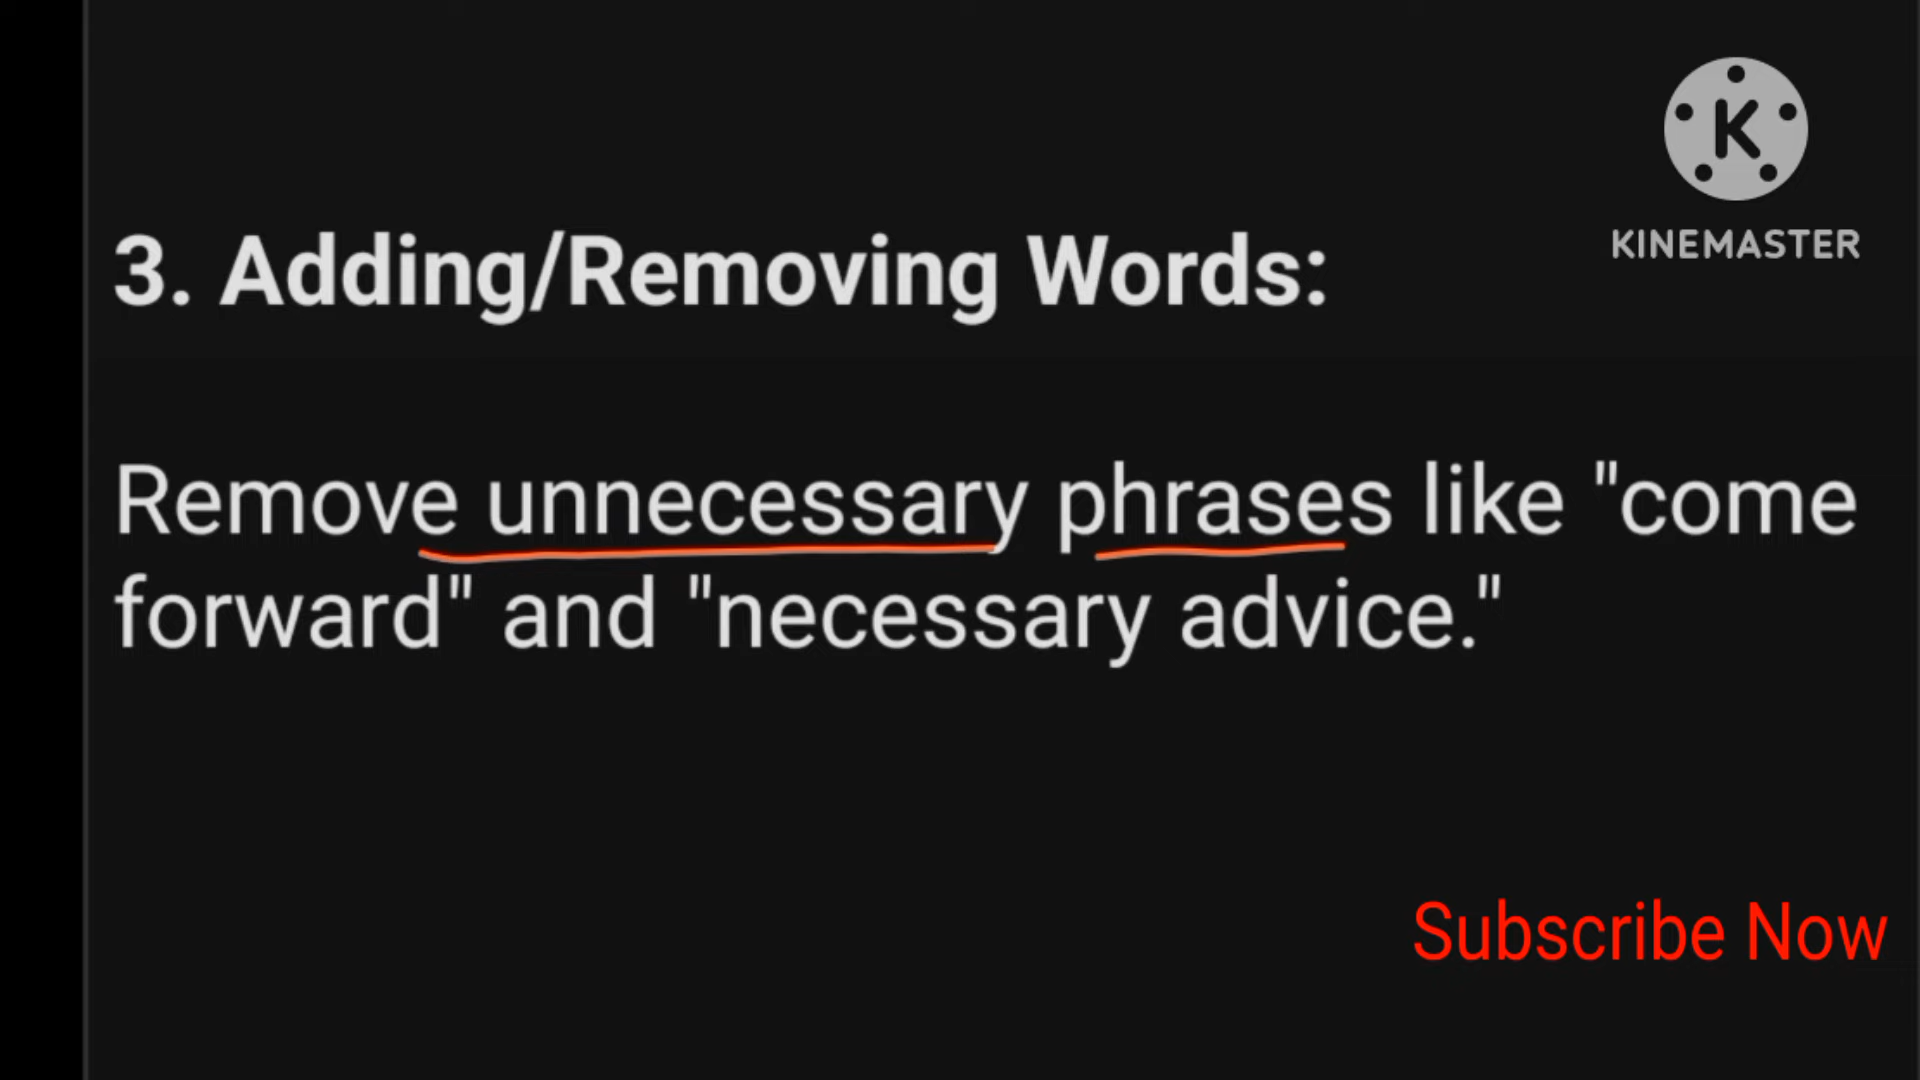 K
KINEMASTER
3. Adding/Removing Words:
Remove unnecessary phrases like "come
forward" and "necessary advice."
Subscribe Now